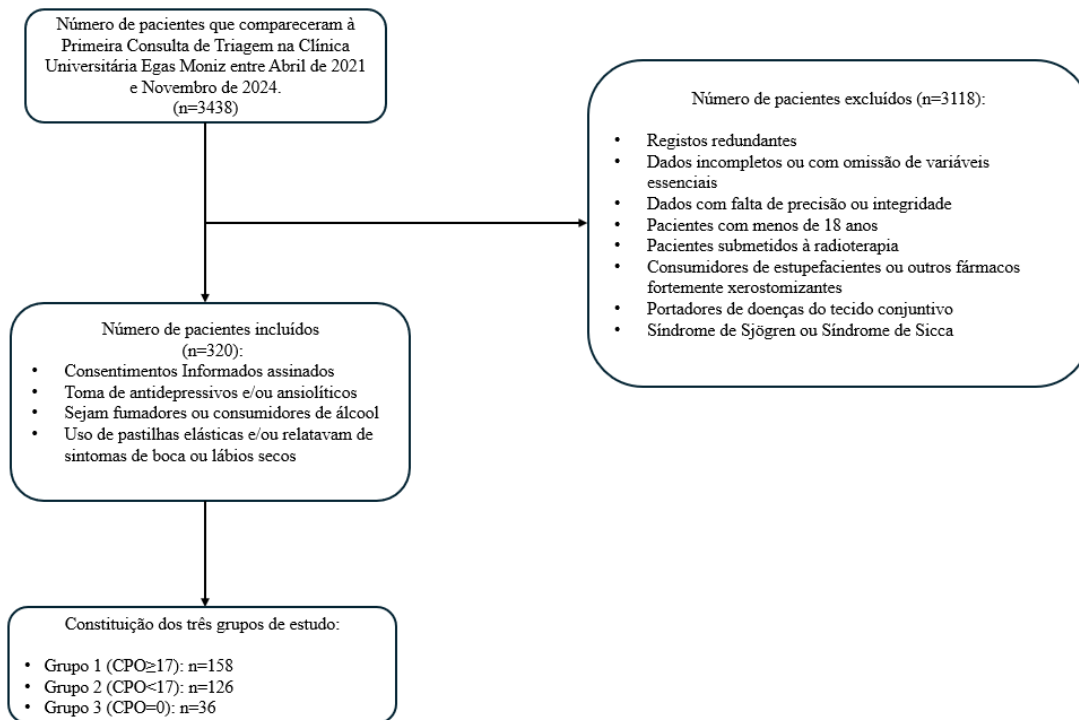 Número de pacientes que compareceram à
Primeira Consulta de Triagem na Clínica
Universitária Egas Moniz entre Abril de 2021
e Novembro de 2024.
(n=3438)
Número de pacientes excluídos (n=3118):
• Registos redundantes
• Dados incompletos ou com omissão de variáveis
essenciais
• Dados com falta de precisão ou integridade
• Pacientes com menos de 18 anos
• Pacientes submetidos à radioterapia
• Consumidores de estupefacientes ou outros fármacos
fortemente xerostomizantes
• Portadores de doenças do tecido conjuntivo
• Síndrome de Sjögren ou Síndrome de Sicca
Número de pacientes incluídos
(n=320):
• Consentimentos Informados assinados
• Toma de antidepressivos e/ou ansiolíticos
• Sejam fumadores ou consumidores de álcool
• Uso de pastilhas elásticas e/ou relatavam de
sintomas de boca ou lábios secos
Constituição dos três grupos de estudo:
• Grupo 1 (CPO≥17): n=158
• Grupo 2 (CPO<17): n=126
• Grupo 3 (CPO=0): n=36